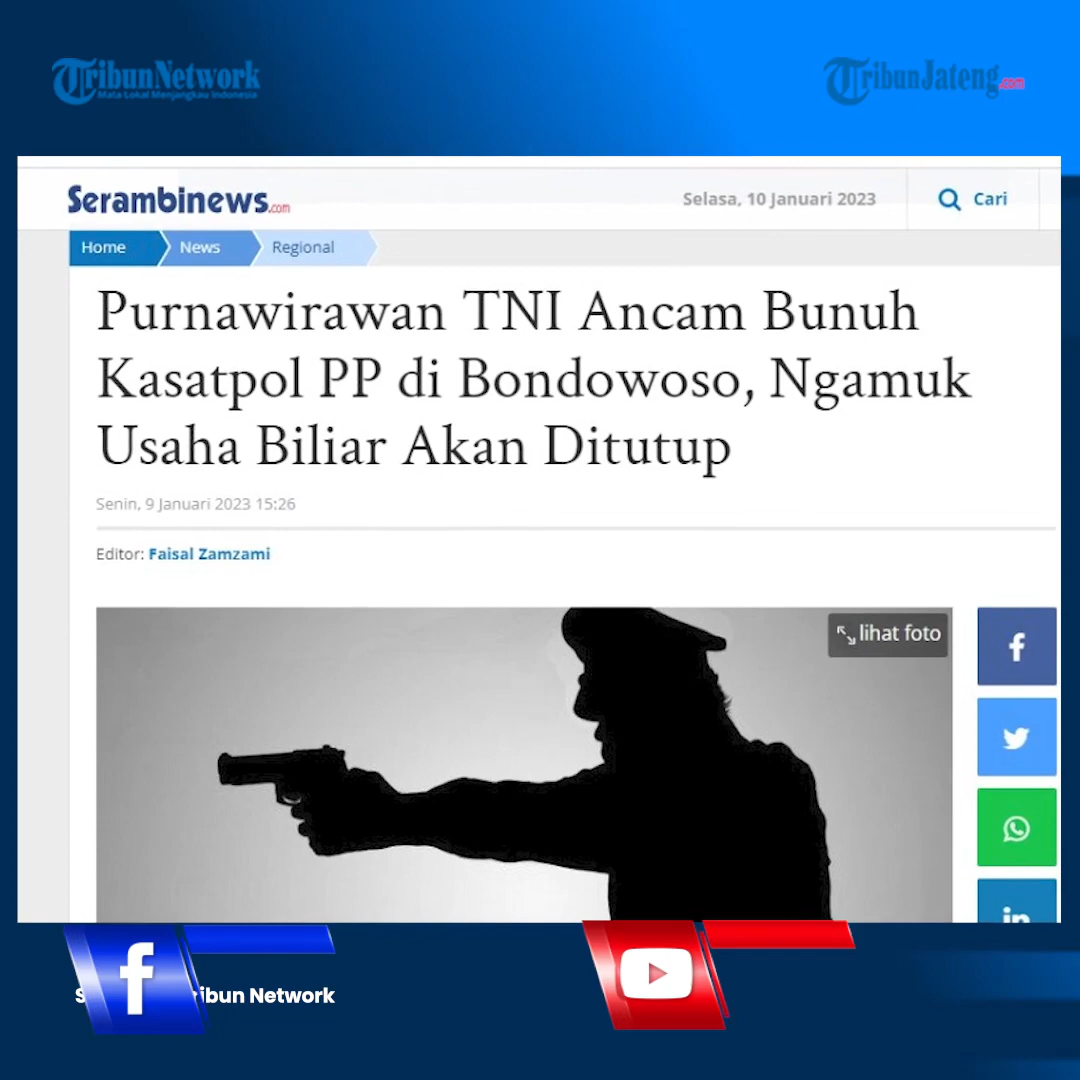 TribunNetwork
Mata Lokal Menjangkau Indonesia
TribunJateng.com
Serambinews.com
Selasa, 10 Januari 2023
Cari
Home
News
Regional
Purnawirawan TNI Ancam Bunuh
Kasatpol PP di Bondowoso, Ngamuk
Usaha Biliar Akan Ditutup
Senin, 9 Januari 2023 15:26
Editor: Faisal Zamzami
lihat foto
in
Network